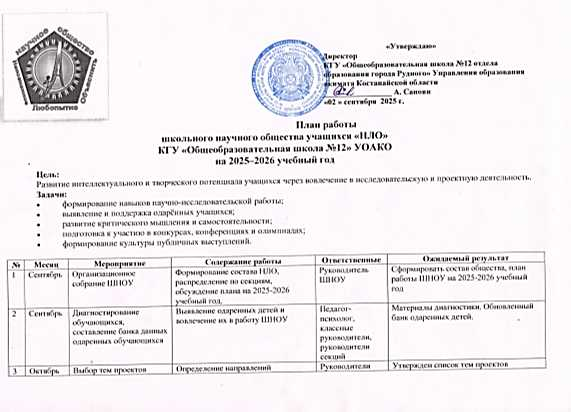 научное общество
Любопытие
Объяснить
«Утверждаю»
Директор
КГУ «Общеобразовательная школа №12 отдела
образования города Рудного» Управления образования
акимата Костанайской области
А. Сапови
«02 » сентября 2025 г.
План работы
школьного научного общества учащихся «НЛО»
КГУ «Общеобразовательная школа №12» УОАКО
на 2025–2026 учебный год
Цель:
Развитие интеллектуального и творческого потенциала учащихся через вовлечение в исследовательскую и проектную деятельность.
Задачи:
• формирование навыков научно-исследовательской работы;
• выявление и поддержка одарённых учащихся;
• развитие критического мышления и самостоятельности;
• подготовка к участию в конкурсах, конференциях и олимпиадах;
• формирование культуры публичных выступлений.
№ Месяц Мероприятие Содержание работы Ответственные Ожидаемый результат
1 Сентябрь Организационное собрание ШНОУ Формирование состава НЛО, распределение по секциям, обсуждение плана на 2025-2026 учебный год. Руководитель ШНОУ Сформировать состав общества, план работы ШНОУ на 2025-2026 учебный год
2 Сентябрь Диагностирование обучающихся, составление банка данных одаренных обучающихся Выявление одаренных детей и вовлечение их в работу ШНОУ Педагог-психолог, классные руководители, руководители секций Материалы диагностики. Обновленный банк одаренных детей.
3 Октябрь Выбор тем проектов Определение направлений Руководители Утвержден список тем проектов